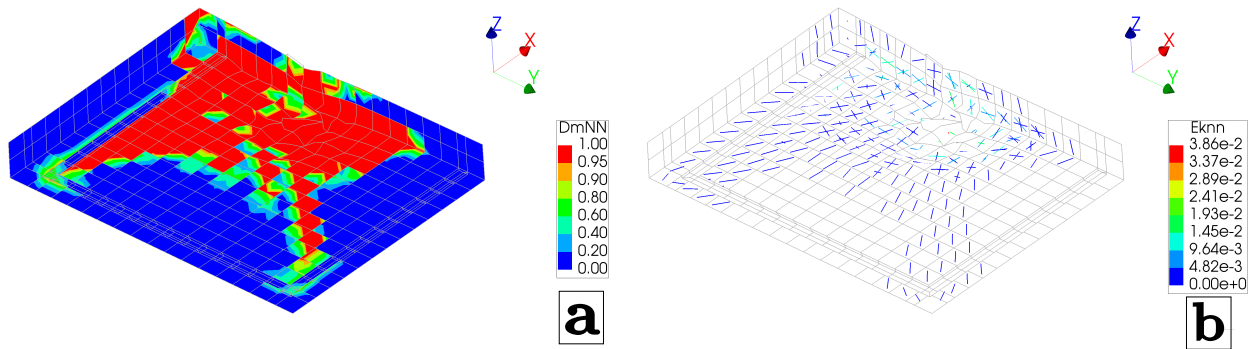 Z
X
Y
DmNN
1.00
0.95
0.90
0.80
0.60
0.40
0.20
0.00
a
Z
X
Y
Eknn
3.86e-2
3.37e-2
2.89e-2
2.41e-2
1.93e-2
1.45e-2
9.64e-3
4.82e-3
0.00e+0
b